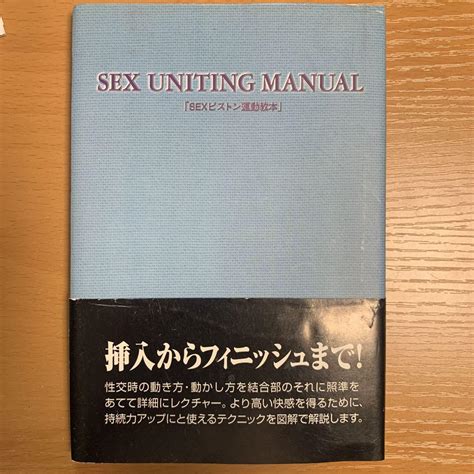 SEX UNITING MANUAL
「SEXピストン運動教本」
挿入からフィニッシュまで!
性交時の動き方・動かし方を結合部のそれに照準を
あてて詳細にレクチャー。より高い快感を得るために、
持続力アップにと使えるテクニックを図解で解説します。